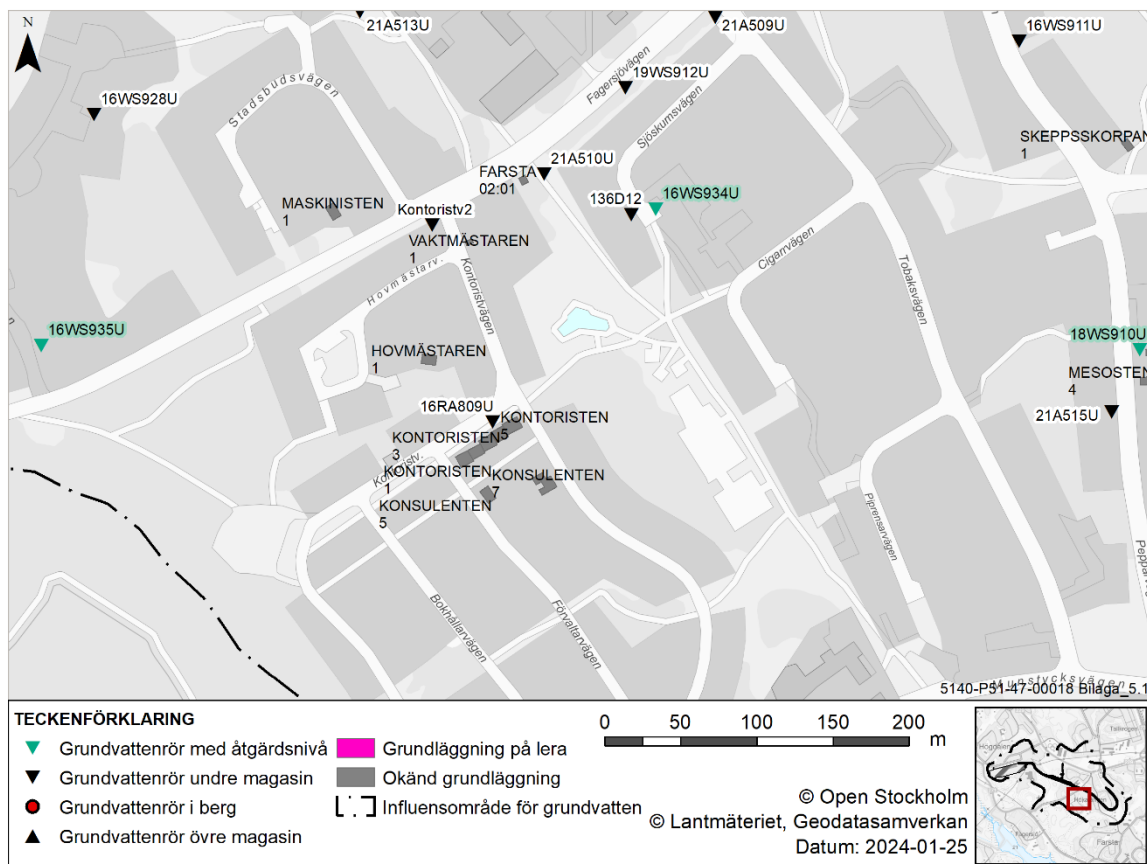 N
21A513U
21A509U
16WS911U
16WS928U
19WS912U
Fagersjövägen
Stadsbudsvägen
Sjöskumsvägen
SKEPPSSKORPAN
1
FARSTA
02:01
21A510U
MASKINISTEN
1
Kontoristv2
136D12
16WS934U
VAKTMÄSTAREN
1
Hovmästarv.
Kontoristvägen
Cigarrvägen
Tobaksvägen
16WS935U
HOVMÄSTAREN
1
18WS910U
MESOSTEN
4
21A515U
16RA809U
KONTORISTEN
5
KONTORISTEN
3
Kontoristv.
KONTORISTEN
1
KONSULENTEN
7
KONSULENTEN
5
Piprensarvägen
Bokhållarvägen
Förvaltarvägen
Munstycksvägen
5140-P51-47-00018 Bilaga_5.1
TECKENFÖRKLARING
Grundvattenrör med åtgärdsnivå
Grundvattenrör undre magasin
Grundvattenrör i berg
Grundvattenrör övre magasin
Grundläggning på lera
Okänd grundläggning
Influensområde för grundvatten
0 50 100 150 200
m
© Open Stockholm
© Lantmäteriet, Geodatasamverkan
Datum: 2024-01-25
Farsta